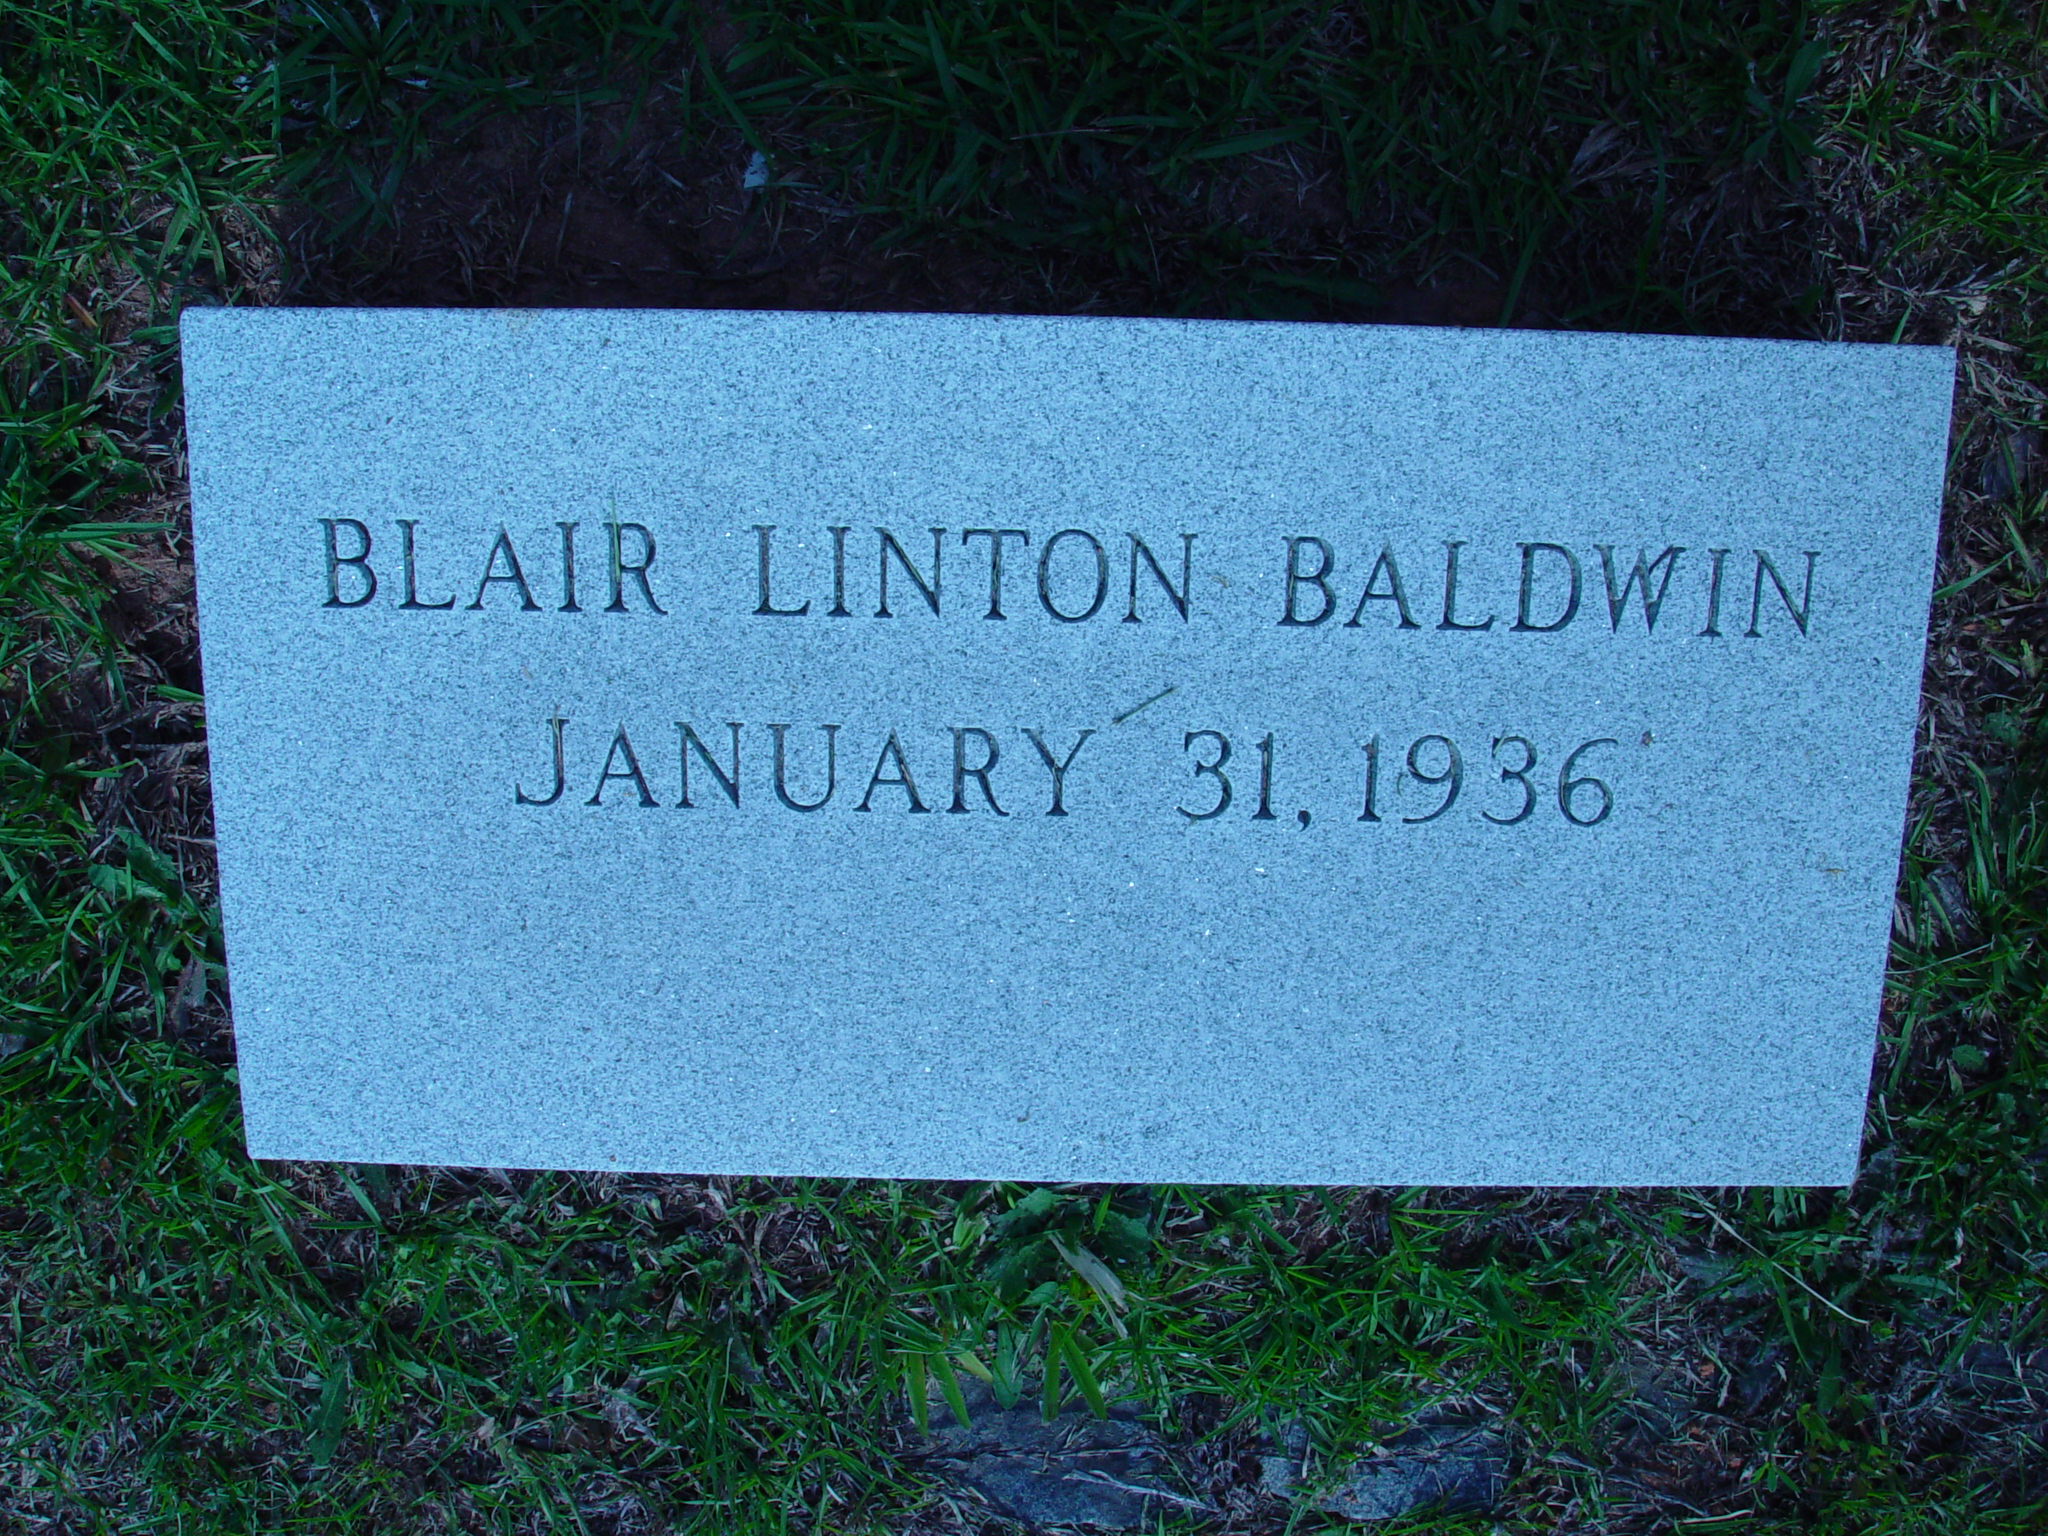 BLAIR LINTON BALDWIN
JANUARY 31, 1936